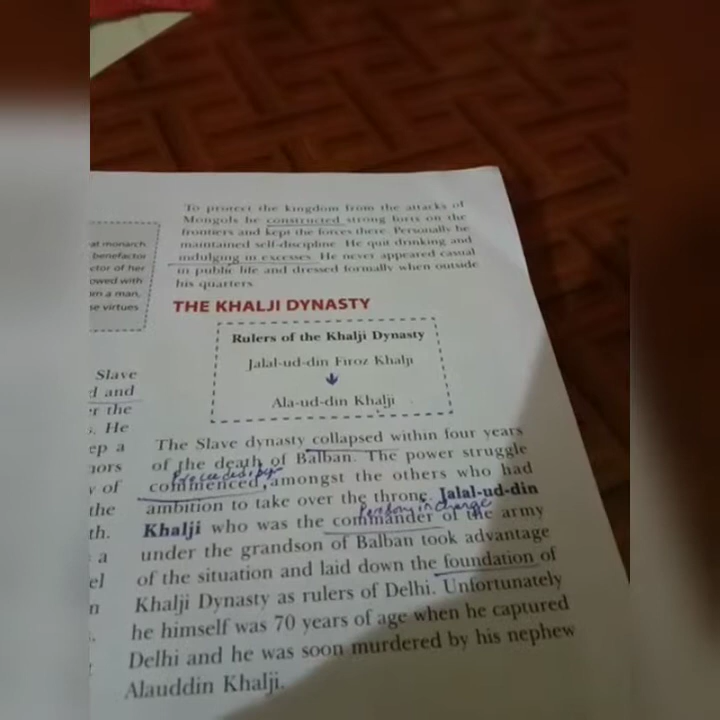 To protect the kingdom from the attacks of
Mongols he constructed strong forts on the
frontiers and kept the forces there. Personally he
maintained self-discipline. He quit drinking and
indulging in excesses. He never appeared casual
in public life and dressed formally when outside
his quarters.
at monarch
benefactor
ctor of her
owed with
m a man,
se virtues
THE KHALJI DYNASTY
Rulers of the Khalji Dynasty
Jalal-ud-din Firoz Khalji
Ala-ud-din Khalji
Slave
d and
er the
s. He
ep a
nors
y of
the
th.
a
el
n
The Slave dynasty collapsed within four years
of the death of Balban. The power struggle
commenced, amongst the others who had
ambition to take over the throne. Jalal-ud-din
Person in charge
Khalji who was the commander of the army
under the grandson of Balban took advantage
of the situation and laid down the foundation of
Khalji Dynasty as rulers of Delhi. Unfortunately
he himself was 70 years of age when he captured
Delhi and he was soon murdered by his nephew
Alauddin Khalji.